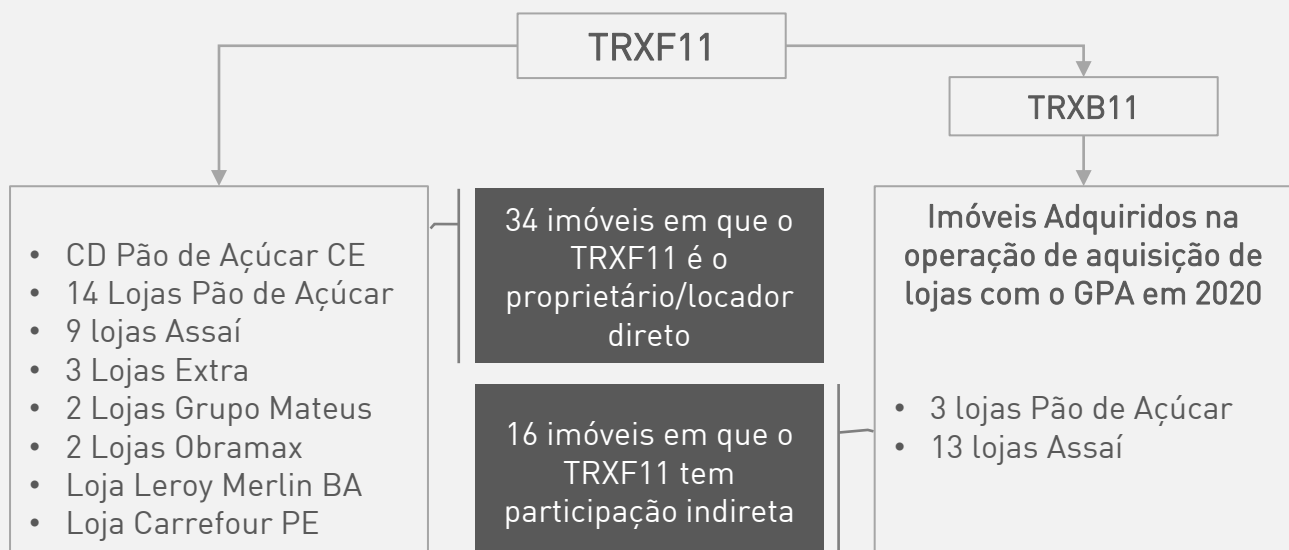 TRXF11
TRXB11
• CD Pão de Açúcar CE
• 14 Lojas Pão de Açúcar
• 9 lojas Assaí
• 3 Lojas Extra
• 2 Lojas Grupo Mateus
• 2 Lojas Obramax
• Loja Leroy Merlin BA
• Loja Carrefour PE
34 imóveis em que o
TRXF11 é o
proprietário/locador
direto
16 imóveis em que o
TRXF11 tem
participação indireta
Imóveis Adquiridos na
operação de aquisição de
lojas com o GPA em 2020
• 3 lojas Pão de Açúcar
• 13 lojas Assaí